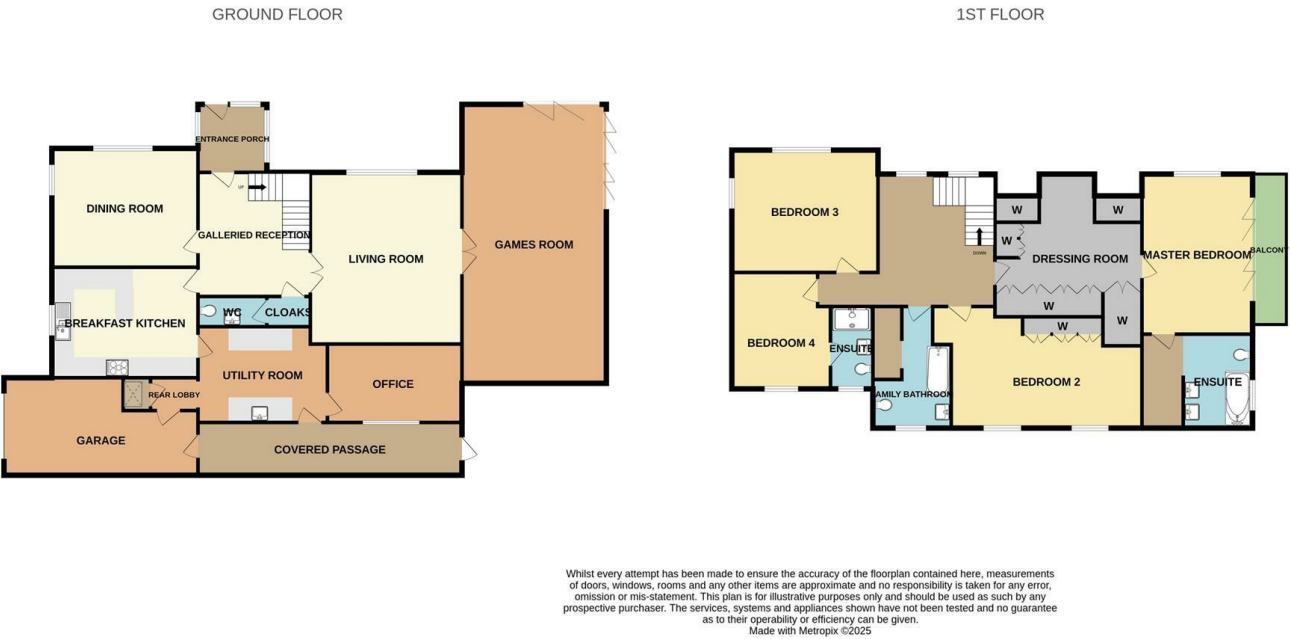 GROUND FLOOR
1ST FLOOR
ENTRANCE PORCH
DINING ROOM
UP
GALLERIED RECEPTION
LIVING ROOM
GAMES ROOM
BREAKFAST KITCHEN
WC
CLOAKS
UTILITY ROOM
OFFICE
REAR LOBBY
GARAGE
COVERED PASSAGE
BEDROOM 3
W
W
W
DOWN
DRESSING ROOM
MASTER BEDROOM
BALCONY
W
W
W
BEDROOM 4
ENSUITE
BEDROOM 2
ENSUITE
FAMILY BATHROOM
Whilst every attempt has been made to ensure the accuracy of the floorplan contained here, measurements
of doors, windows, rooms and any other items are approximate and no responsibility is taken for any error,
omission or mis-statement. This plan is for illustrative purposes only and should be used as such by any
prospective purchaser. The services, systems and appliances shown have not been tested and no guarantee
as to their operability or efficiency can be given.
Made with Metropix ©2025